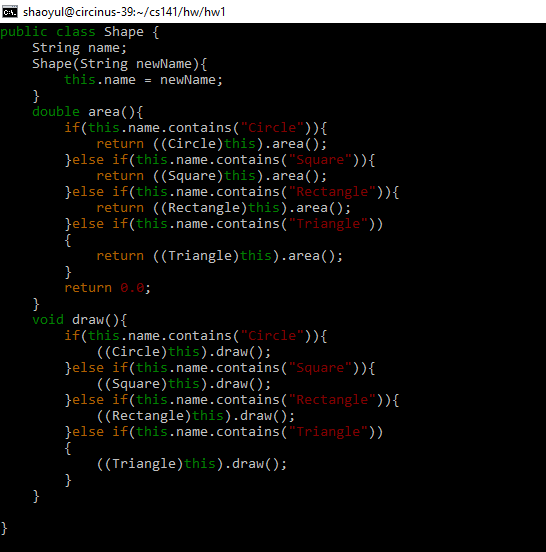 shaoyul@circinus-39:~/cs141/hw/hw1
public class Shape {
    String name;
    Shape(String newName){
        this.name = newName;
    }
    double area(){
        if(this.name.contains("Circle")){
            return ((Circle)this).area();
        }else if(this.name.contains("Square")){
            return ((Square)this).area();
        }else if(this.name.contains("Rectangle")){
            return ((Rectangle)this).area();
        }else if(this.name.contains("Triangle"))
        {
            return ((Triangle)this).area();
        }
        return 0.0;
    }
    void draw(){
        if(this.name.contains("Circle")){
            ((Circle)this).draw();
        }else if(this.name.contains("Square")){
            ((Square)this).draw();
        }else if(this.name.contains("Rectangle")){
            ((Rectangle)this).draw();
        }else if(this.name.contains("Triangle"))
        {
            ((Triangle)this).draw();
        }
    }

}